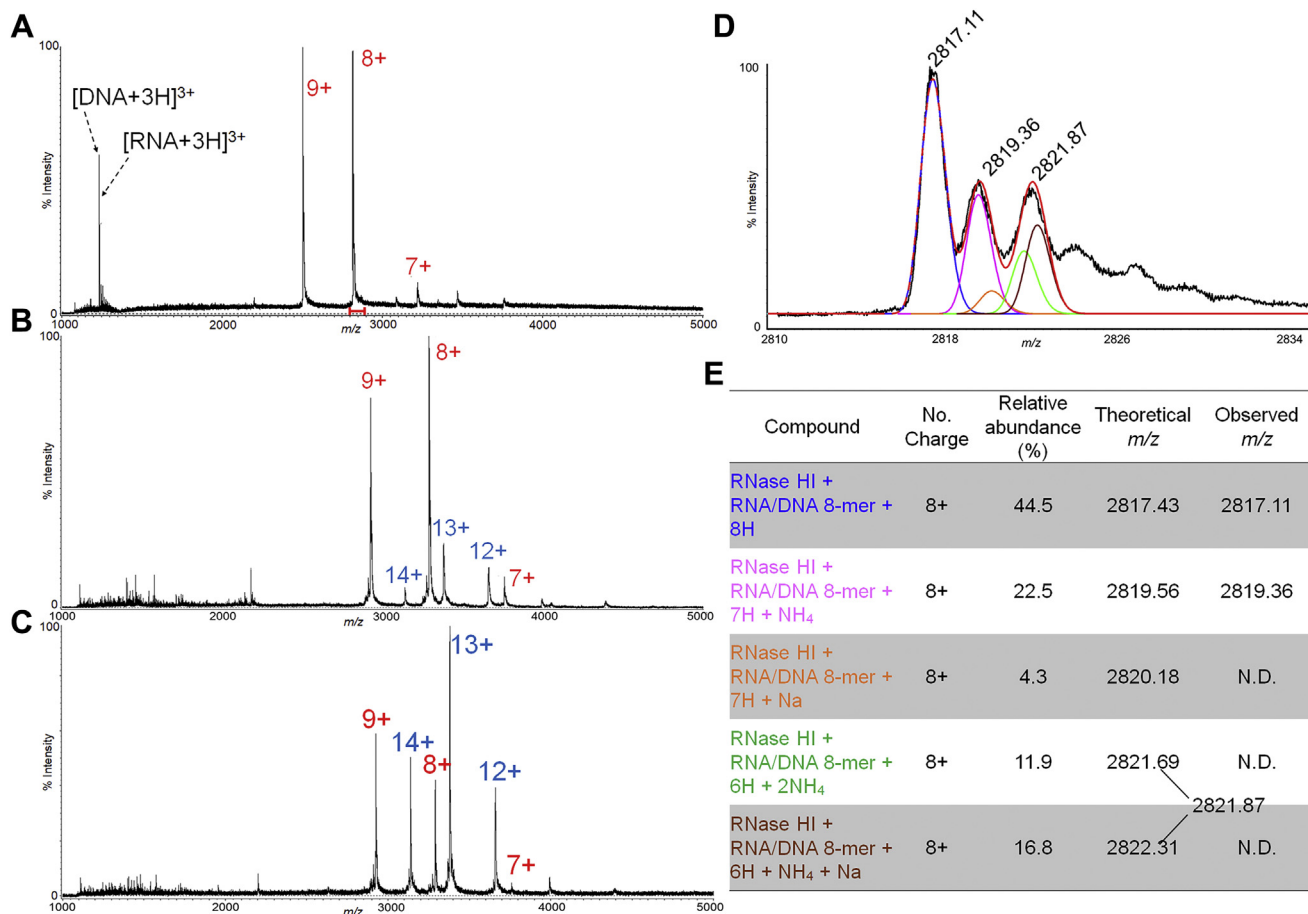 A
100
% Intensity
[DNA+3H]³⁺
[RNA+3H]³⁺
9+
8+
7+
0
1000
2000
3000
4000
5000
m/z
B
100
% Intensity
9+
8+
13+
14+
12+
7+
0
1000
2000
3000
4000
5000
m/z
C
100
% Intensity
9+
14+
8+
13+
12+
7+
0
1000
2000
3000
4000
5000
m/z
D
100
% Intensity
2817.11
2819.36
2821.87
0
2810
2818
m/z
2826
2834
E
Compound No. Charge Relative abundance (%) Theoretical m/z Observed m/z
RNase HI +
RNA/DNA 8-mer + 8+ 44.5 2817.43 2817.11
8H
RNase HI +
RNA/DNA 8-mer + 8+ 22.5 2819.56 2819.36
7H + NH₄
RNase HI +
RNA/DNA 8-mer + 8+ 4.3 2820.18 N.D.
7H + Na
RNase HI +
RNA/DNA 8-mer + 8+ 11.9 2821.69 N.D.
6H + 2NH₄
2821.87
RNase HI +
RNA/DNA 8-mer + 8+ 16.8 2822.31 N.D.
6H + NH₄ + Na